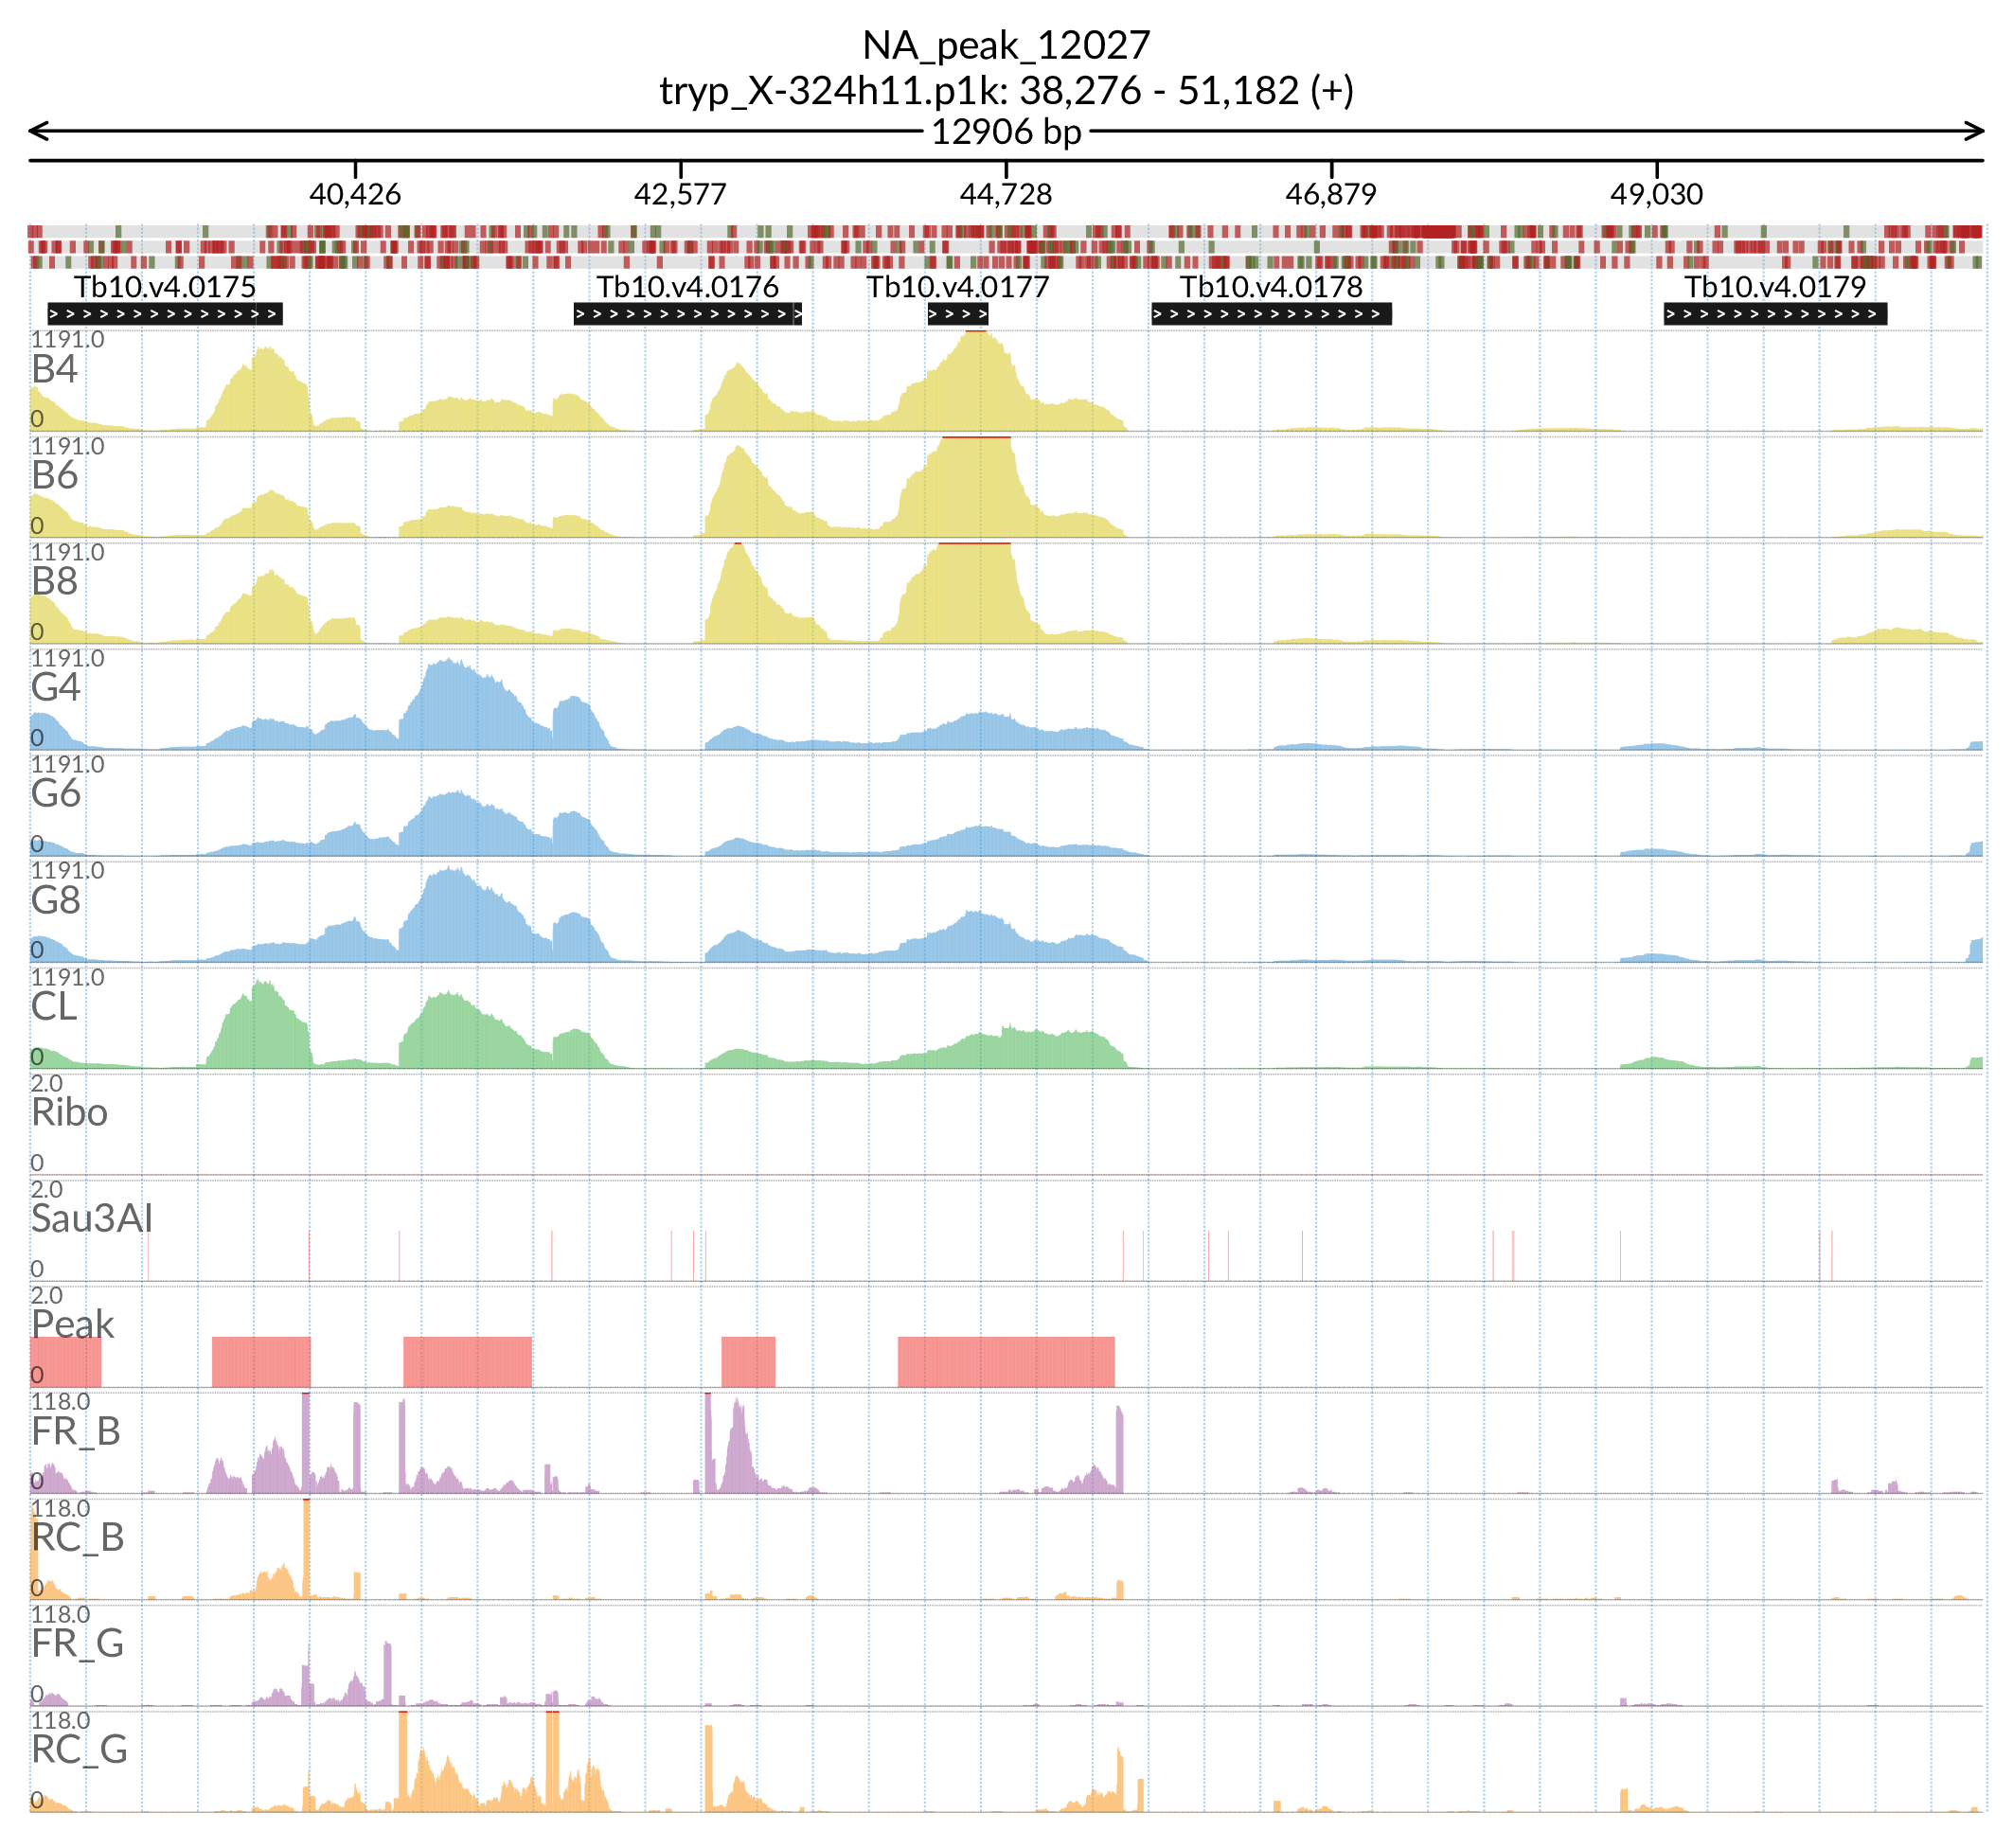 NA_peak_12027
tryp_X-324h11.p1k: 38,276 - 51,182 (+)
12906 bp
40,426 42,577 44,728 46,879 49,030
Tb10.v4.0175 Tb10.v4.0176 Tb10.v4.0177 Tb10.v4.0178 Tb10.v4.0179
1191.0
B4
0
1191.0
B6
0
1191.0
B8
0
1191.0
G4
0
1191.0
G6
0
1191.0
G8
0
1191.0
CL
0
2.0
Ribo
0
2.0
Sau3AI
0
2.0
Peak
0
118.0
FR_B
0
118.0
RC_B
0
118.0
FR_G
0
118.0
RC_G
0